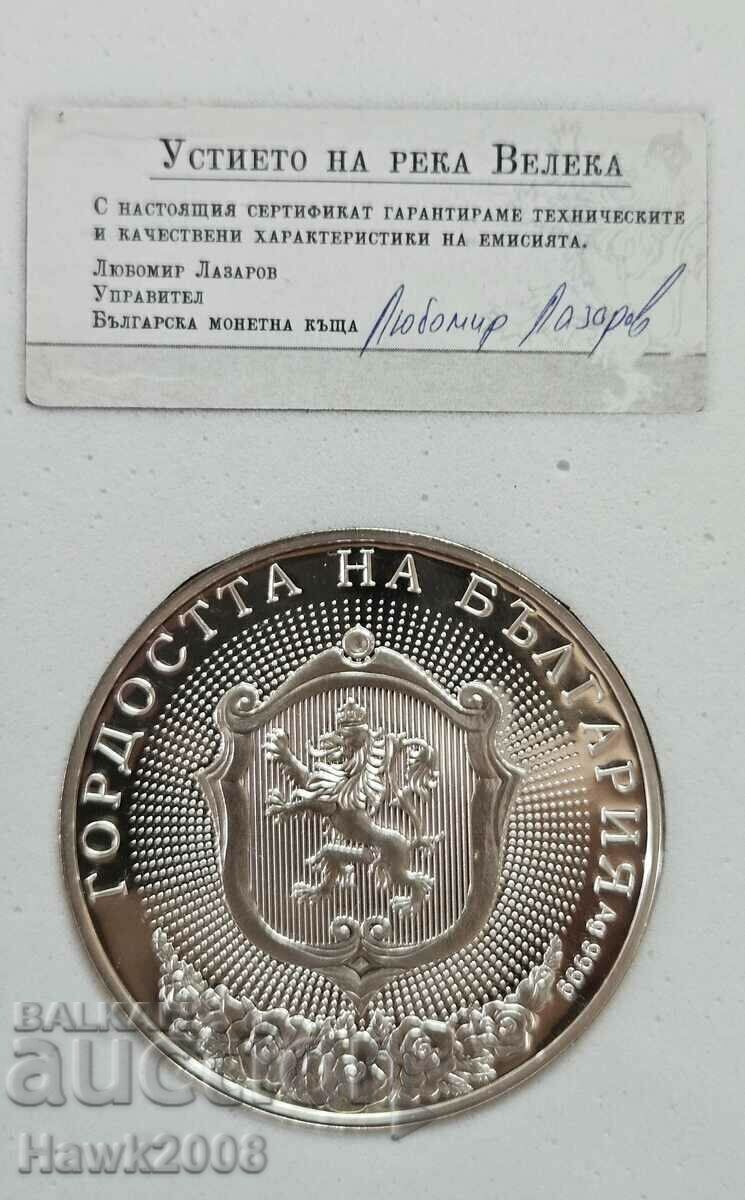 Устието на река Велека
С настоящия сертификат гарантираме техническите
и качествени характеристики на емисията.
Любомир Лазаров
Управител
Българска монетна къща Любомир Лазаров
ГОРДОСТТА НА БЪЛГАРИЯ
Ag 9999
BALKAN
auction
Hawk2008